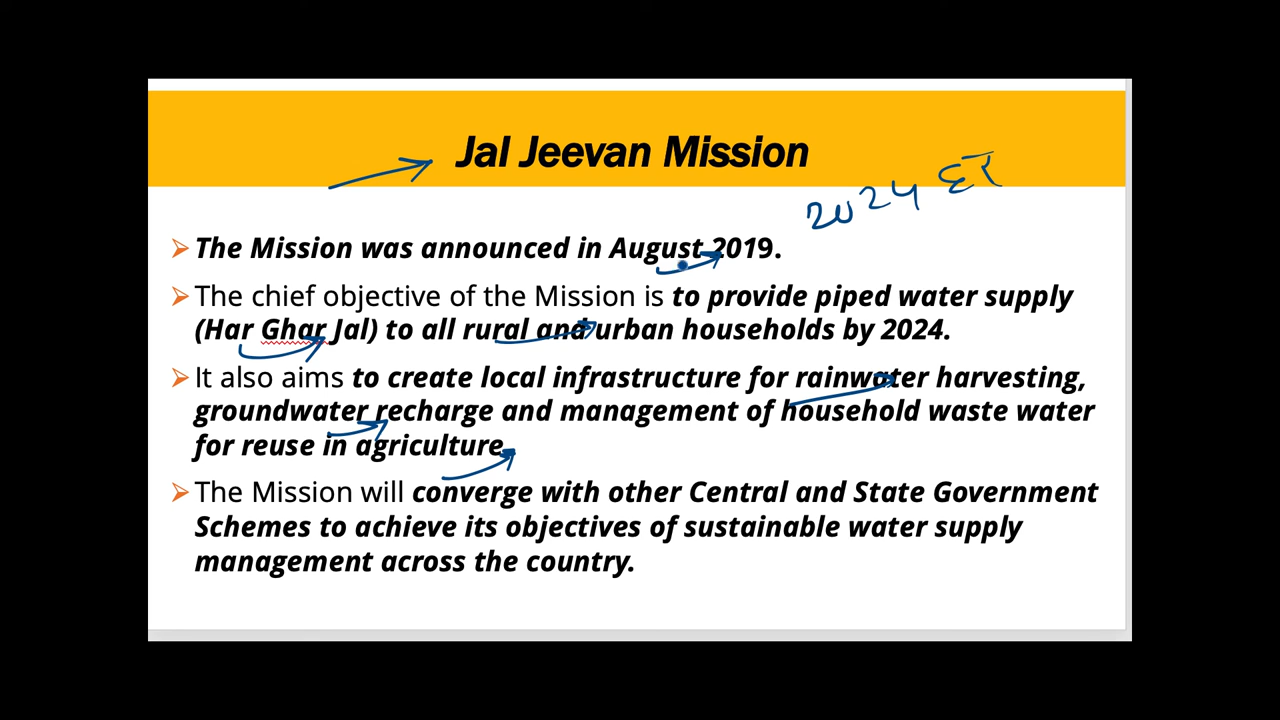 Jal Jeevan Mission
2024
The Mission was announced in August 2019.
The chief objective of the Mission is to provide piped water supply
(Har Ghar Jal) to all rural and urban households by 2024.
It also aims to create local infrastructure for rainwater harvesting,
groundwater recharge and management of household waste water
for reuse in agriculture.
The Mission will converge with other Central and State Government
Schemes to achieve its objectives of sustainable water supply
management across the country.